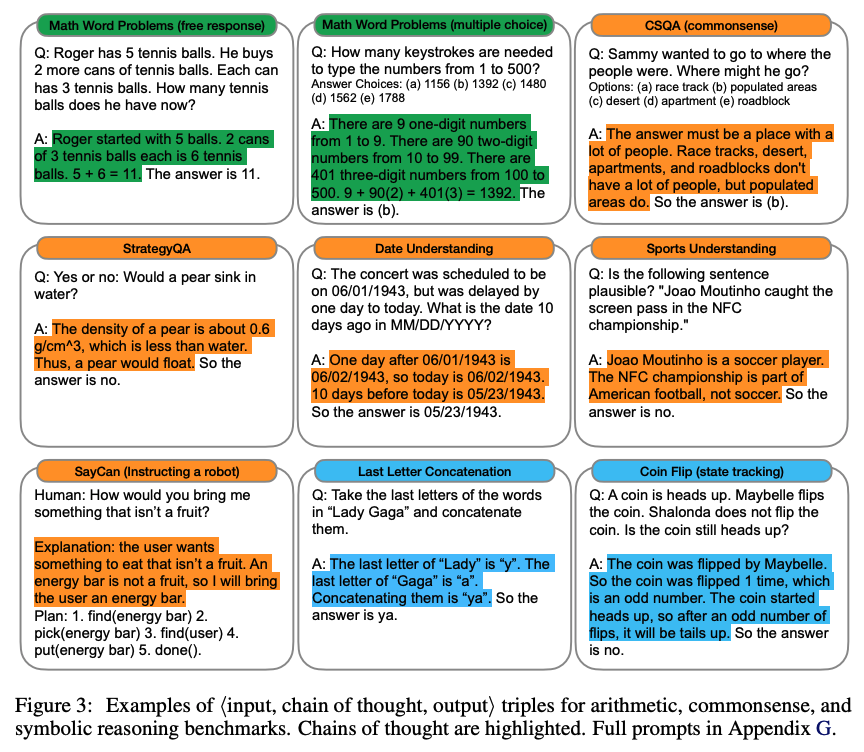 Math Word Problems (free response)
Q: Roger has 5 tennis balls. He buys
2 more cans of tennis balls. Each can
has 3 tennis balls. How many tennis
balls does he have now?
A: Roger started with 5 balls. 2 cans
of 3 tennis balls each is 6 tennis
balls. 5 + 6 = 11. The answer is 11.
Math Word Problems (multiple choice)
Q: How many keystrokes are needed
to type the numbers from 1 to 500?
Answer Choices: (a) 1156 (b) 1392 (c) 1480
(d) 1562 (e) 1788
A: There are 9 one-digit numbers
from 1 to 9. There are 90 two-digit
numbers from 10 to 99. There are
401 three-digit numbers from 100 to
500. 9 + 90(2) + 401(3) = 1392. The
answer is (b).
CSQA (commonsense)
Q: Sammy wanted to go to where the
people were. Where might he go?
Options: (a) race track (b) populated areas
(c) desert (d) apartment (e) roadblock
A: The answer must be a place with a
lot of people. Race tracks, desert,
apartments, and roadblocks don't
have a lot of people, but populated
areas do. So the answer is (b).
StrategyQA
Q: Yes or no: Would a pear sink in
water?
A: The density of a pear is about 0.6
g/cm^3, which is less than water.
Thus, a pear would float. So the
answer is no.
Date Understanding
Q: The concert was scheduled to be
on 06/01/1943, but was delayed by
one day to today. What is the date 10
days ago in MM/DD/YYYY?
A: One day after 06/01/1943 is
06/02/1943, so today is 06/02/1943.
10 days before today is 05/23/1943.
So the answer is 05/23/1943.
Sports Understanding
Q: Is the following sentence
plausible? "Joao Moutinho caught the
screen pass in the NFC
championship."
A: Joao Moutinho is a soccer player.
The NFC championship is part of
American football, not soccer. So the
answer is no.
SayCan (Instructing a robot)
Human: How would you bring me
something that isn't a fruit?
Explanation: the user wants
something to eat that isn't a fruit. An
energy bar is not a fruit, so I will bring
the user an energy bar.
Plan: 1. find(energy bar) 2.
pick(energy bar) 3. find(user) 4.
put(energy bar) 5. done().
Last Letter Concatenation
Q: Take the last letters of the words
in “Lady Gaga” and concatenate
them.
A: The last letter of “Lady” is “y”. The
last letter of “Gaga” is “a”.
Concatenating them is “ya”. So the
answer is ya.
Coin Flip (state tracking)
Q: A coin is heads up. Maybelle flips
the coin. Shalonda does not flip the
coin. Is the coin still heads up?
A: The coin was flipped by Maybelle.
So the coin was flipped 1 time, which
is an odd number. The coin started
heads up, so after an odd number of
flips, it will be tails up. So the answer
is no.
Figure 3: Examples of ⟨input, chain of thought, output⟩ triples for arithmetic, commonsense, and
symbolic reasoning benchmarks. Chains of thought are highlighted. Full prompts in Appendix G.